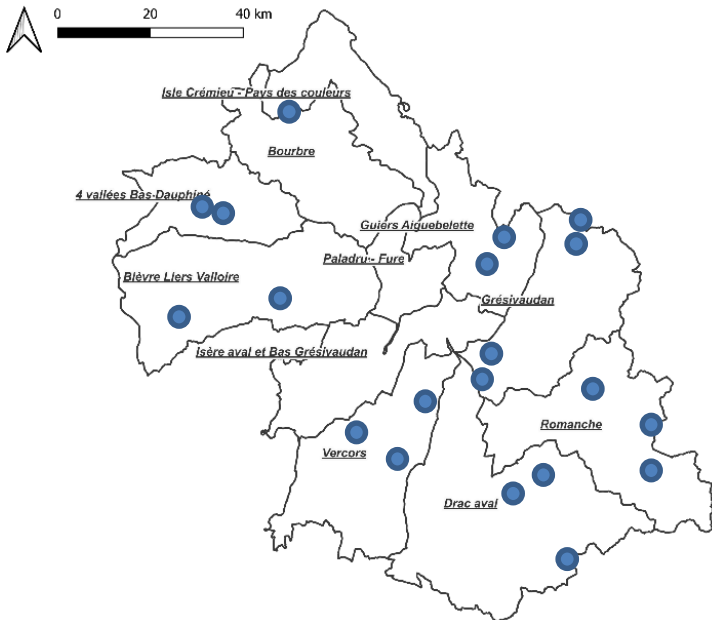 0 20 40 km
Isle Crémieu - Pays des couleurs
Bourbre
4 vallées Bas-Dauphiné
Guiers Aiguebelette
Paladru - Fure
Bièvre Liers Valloire
Grésivaudan
Isère aval et Bas Grésivaudan
Romanche
Vercors
Drac aval